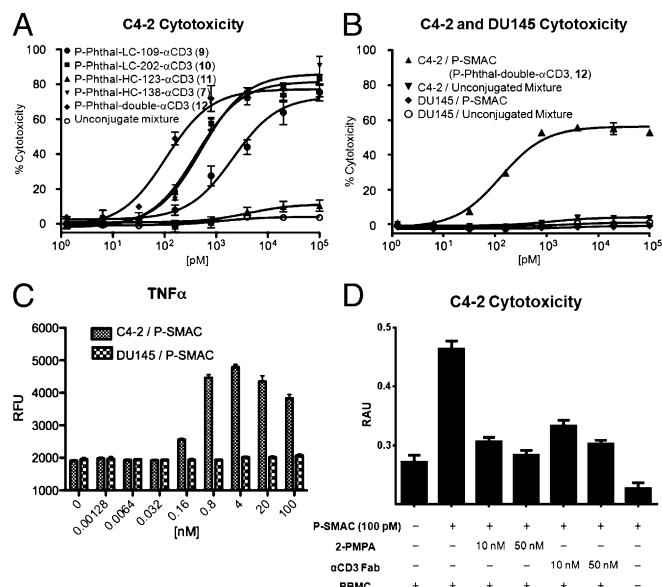 A
C4-2 Cytotoxicity
P-Phthal-LC-109-αCD3 (9)
P-Phthal-LC-202-αCD3 (10)
P-Phthal-HC-123-αCD3 (11)
P-Phthal-HC-138-αCD3 (7)
P-Phthal-double-αCD3 (12)
Unconjugate mixture
% Cytotoxicity
100
80
60
40
20
0
10⁰ 10¹ 10² 10³ 10⁴ 10⁵
[pM]
B
C4-2 and DU145 Cytotoxicity
C4-2 / P-SMAC
(P-Phthal-double-αCD3, 12)
C4-2 / Unconjugated Mixture
DU145 / P-SMAC
DU145 / Unconjugated Mixture
% Cytotoxicity
100
80
60
40
20
0
10⁰ 10¹ 10² 10³ 10⁴ 10⁵
[pM]
C
TNFα
C4-2 / P-SMAC
DU145 / P-SMAC
RFU
6000
5000
4000
3000
2000
1000
0 0.00128 0.0064 0.032 0.16 0.8 4 20 100
[nM]
D
C4-2 Cytotoxicity
RAU
0.5
0.4
0.3
P-SMAC (100 pM) – + + + + + +
2-PMPA – – 10 nM 50 nM – – –
αCD3 Fab – – – – 10 nM 50 nM –
PBMC + + + + + + –